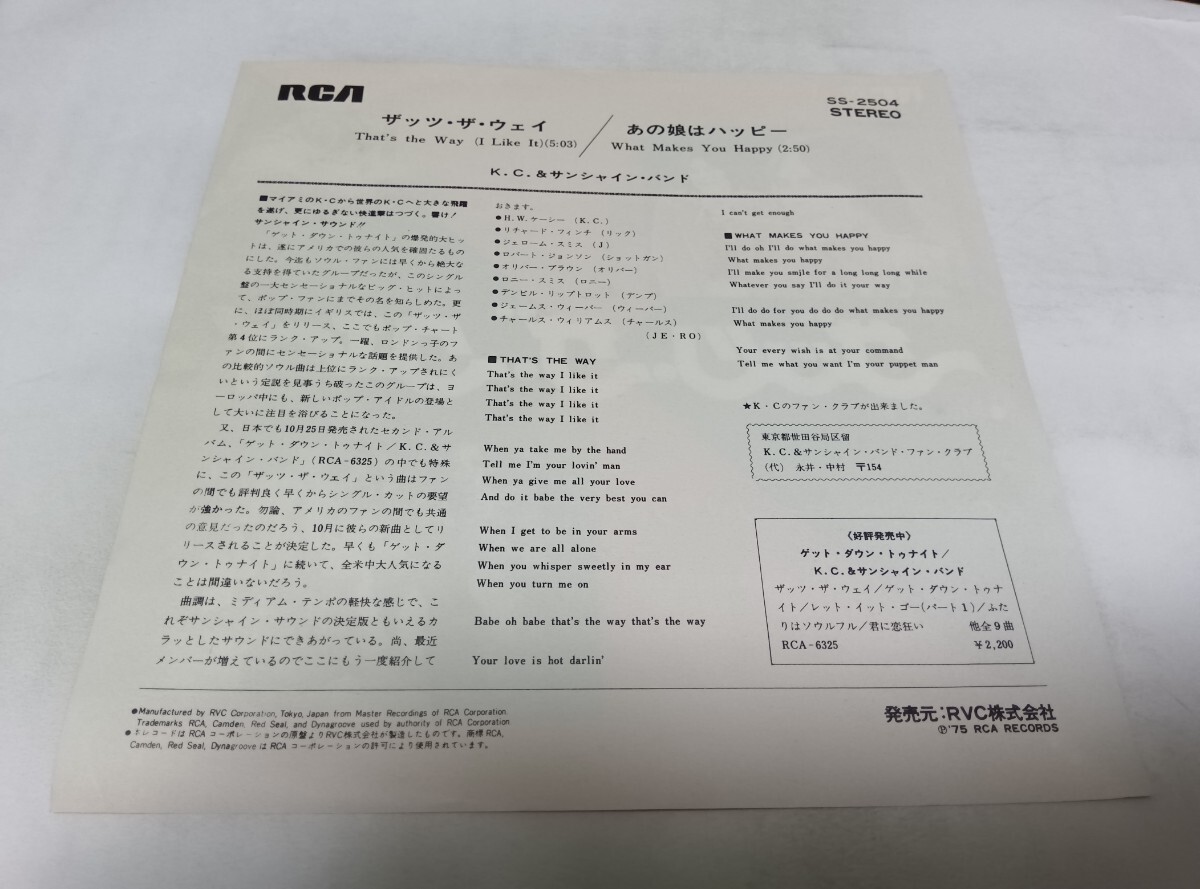 RCA
SS-2504
STEREO
ザッツ・ザ・ウェイ
That's the Way (I Like It)(5:03)
あの娘はハッピー
What Makes You Happy (2:50)
K.C.&サンシャイン・バンド
■マイアミのK・Cから世界のK・Cへと大きな飛躍
を遂げ、更にゆるぎない快進撃はつづく。響け!
サンシャイン・サウンド!!
「ゲット・ダウン・トゥナイト」の爆発的大ヒッ
トは、遂にアメリカでの彼らの人気を確固たるもの
にした。今迄もソウル・ファンには早くから絶大な
る支持を得ていたグループだったが、このシングル
盤の一大センセーショナルなビッグ・ヒットによっ
て、ポップ・ファンにまでその名を知らしめた。更
に、ほぼ同時期にイギリスでは、この「ザッツ・ザ
・ウェイ」をリリース、ここでもポップ・チャート
第4位にランク・アップ。一躍、ロンドンっ子のフ
ァンの間にセンセーショナルな話題を提供した。あ
の比較的ソウル曲は上位にランク・アップされにく
いという定説を見事うち破ったこのグループは、ヨ
ーロッパ中にも、新しいポップ・アイドルの登場と
して大いに注目を浴びることになった。
又、日本でも10月25日発売されたセカンド・アル
バム、「ゲット・ダウン・トゥナイト/K.C.&サ
ンシャイン・バンド」(RCA-6325)の中でも特殊
に、この「ザッツ・ザ・ウェイ」という曲はファン
の間でも評判良く早くからシングル・カットの要望
が強かった。勿論、アメリカのファンの間でも共通
の意見だったのだろう、10月に彼らの新曲としてリ
リースされることが決定した。早くも「ゲット・ダ
ウン・トゥナイト」に続いて、全米中大人気になる
ことは間違いないだろう。
曲調は、ミディアム・テンポの軽快な感じで、こ
れぞサンシャイン・サウンドの決定版ともいえるカ
ラッとしたサウンドにできあがっている。尚、最近
メンバーが増えているのでここにもう一度紹介して
おきます。
●H.W.ケーシー (K.C.)
●リチャード・フィンチ (リック)
●ジェローム・スミス (J)
●ロバート・ジョンソン (ショットガン)
●オリバー・ブラウン (オリバー)
●ロニー・スミス (ロニー)
●デンビル・リップトロット (デンプ)
●ジェームス・ウィーバー (ウィーバー)
●チャールス・ウィリアムス (チャールス)
(JE・RO)
■THAT'S THE WAY
That's the way I like it
That's the way I like it
That's the way I like it
That's the way I like it
When ya take me by the hand
Tell me I'm your lovin' man
When ya give me all your love
And do it babe the very best you can
When I get to be in your arms
When we are all alone
When you whisper sweetly in my ear
When you turn me on
Babe oh babe that's the way that's the way
Your love is hot darlin'
I can't get enough
■WHAT MAKES YOU HAPPY
I'll do oh I'll do what makes you happy
What makes you happy
I'll make you smile for a long long long while
Whatever you say I'll do it your way
I'll do do for you do do do what makes you happy
What makes you happy
Your every wish is at your command
Tell me what you want I'm your puppet man
★K・Cのファン・クラブが出来ました。
東京都世田谷局区留
K.C.&サンシャイン・バンド・ファン・クラブ
(代) 永井・中村 〒154
《好評発売中》
ゲット・ダウン・トゥナイト/
K.C.&サンシャイン・バンド
ザッツ・ザ・ウェイ/ゲット・ダウン・トゥナ
イト/レット・イット・ゴー(パート1)/ふた
りはソウルフル/君に恋狂い 他全9曲
RCA-6325 ¥2,200
●Manufactured by RVC Corporation, Tokyo, Japan from Master Recordings of RCA Corporation.
Trademarks RCA, Camden, Red Seal, and Dynagroove used by authority of RCA Corporation
●本レコードはRCAコーポレーションの原盤よりRVC株式会社が製造したものです。商標RCA,
Camden, Red Seal, DynagrooveはRCAコーポレーションの許可により使用されています。
発売元:RVC株式会社
℗'75 RCA RECORDS